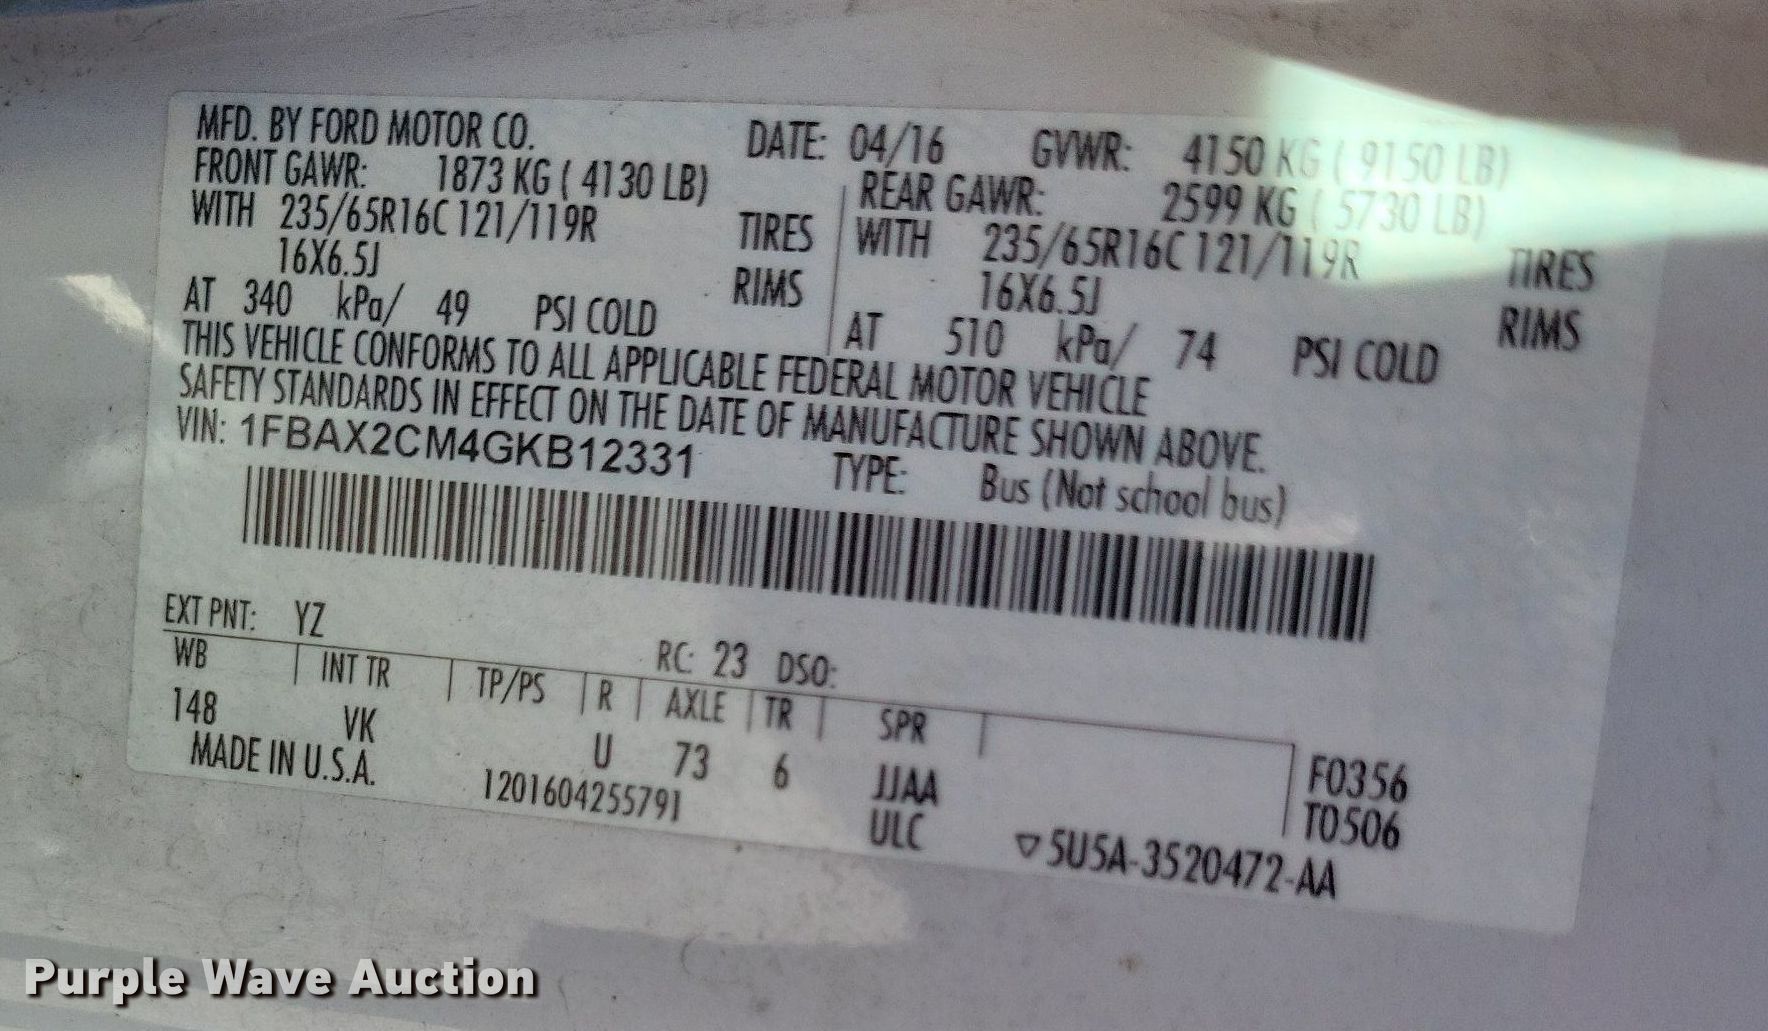 MFD. BY FORD MOTOR CO. DATE: 04/16 GVWR: 4150 KG ( 9150 LB)
FRONT GAWR: 1873 KG ( 4130 LB) REAR GAWR: 2599 KG ( 5730 LB)
WITH 235/65R16C 121/119R TIRES WITH 235/65R16C 121/119R TIRES
16X6.5J RIMS 16X6.5J RIMS
AT 340 kPa/ 49 PSI COLD AT 510 kPa/ 74 PSI COLD
THIS VEHICLE CONFORMS TO ALL APPLICABLE FEDERAL MOTOR VEHICLE
SAFETY STANDARDS IN EFFECT ON THE DATE OF MANUFACTURE SHOWN ABOVE.
VIN: 1FBAX2CM4GKB12331 TYPE: Bus (Not school bus)
EXT PNT: YZ RC: 23 DSO:
WB INT TR TP/PS R AXLE TR SPR
148 VK U 73 6 JJAA F0356
MADE IN U.S.A. 1201604255791 ULC T0506
▽5U5A-3520472-AA
Purple Wave Auction